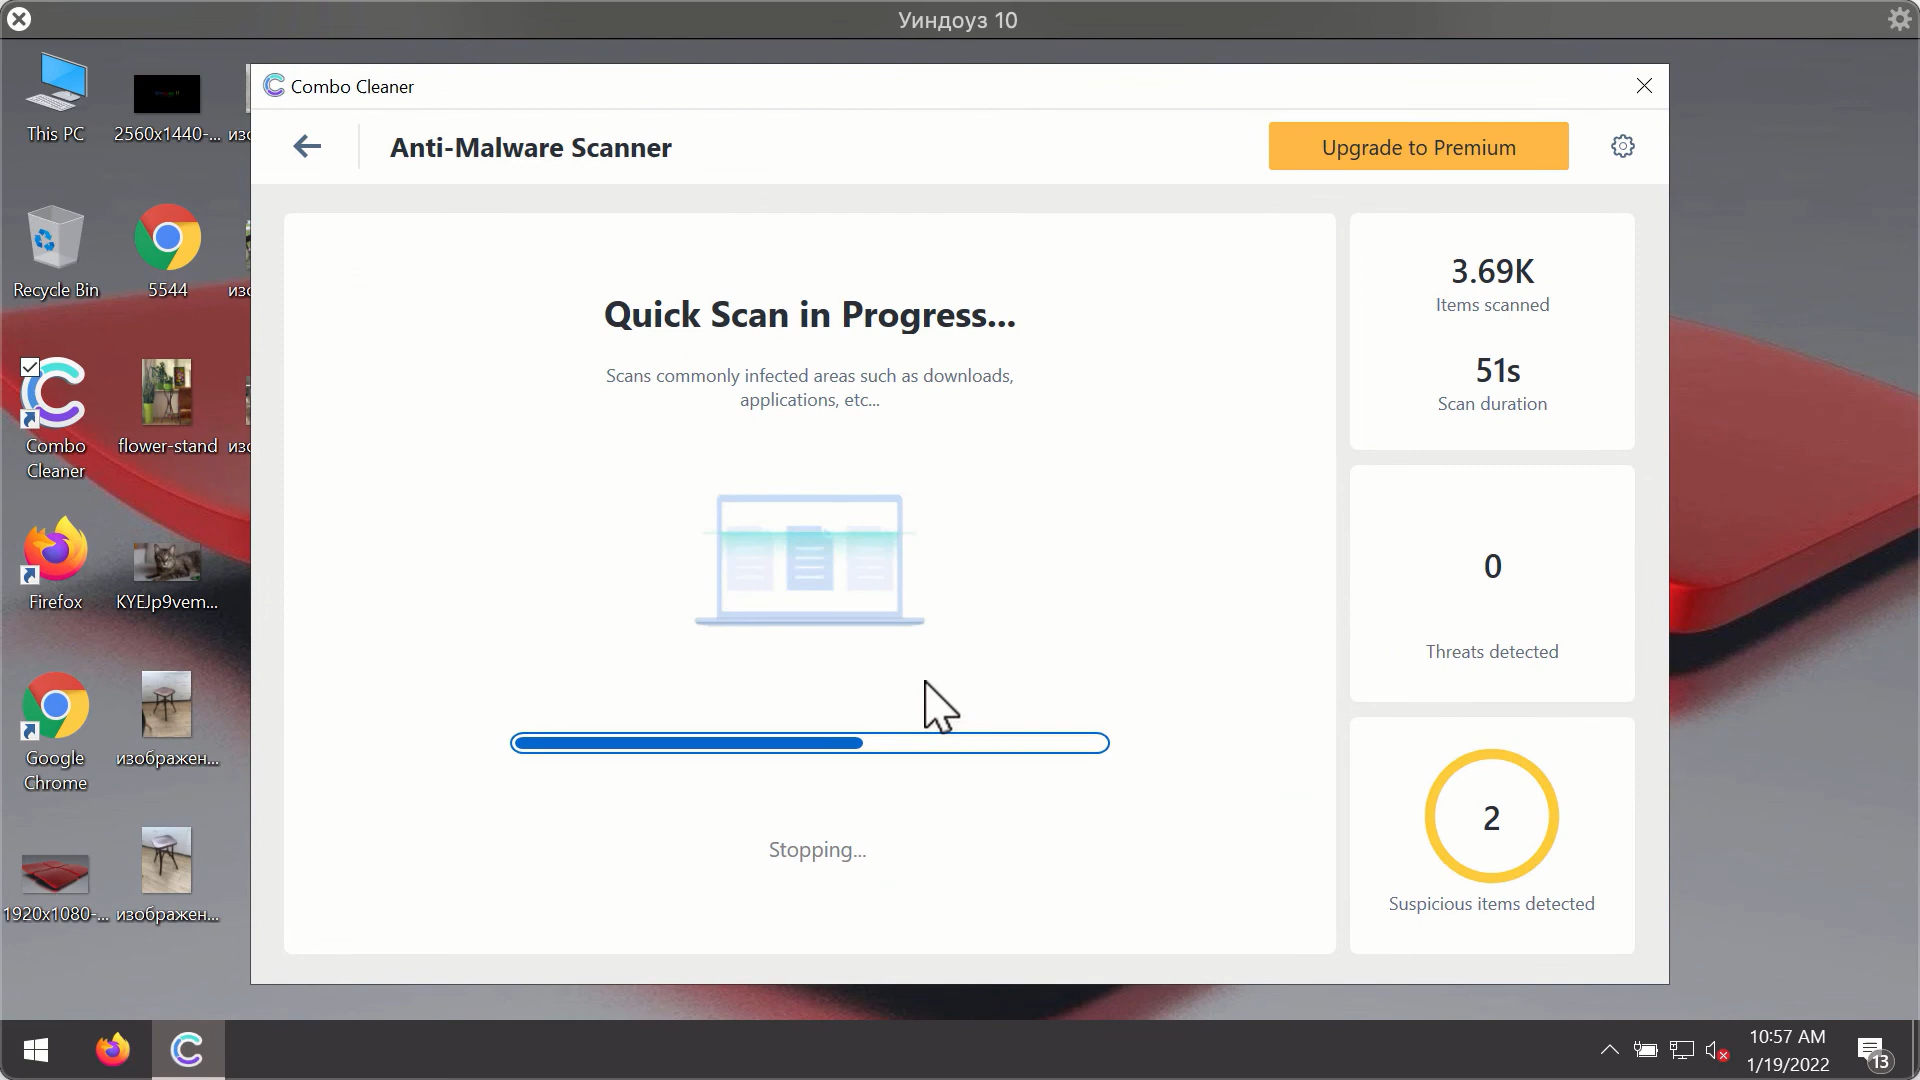 Уиндоуз 10
This PC
2560x1440-...
изо
Combo Cleaner
Anti-Malware Scanner
Upgrade to Premium
Recycle Bin
5544
изо
Quick Scan in Progress...
Scans commonly infected areas such as downloads,
applications, etc...
3.69K
Items scanned
51s
Scan duration
Combo
Cleaner
flower-stand
изо
0
Threats detected
Firefox
KYEJp9vem...
Google
Chrome
изображен...
Stopping...
2
Suspicious items detected
1920x1080-...
изображен...
10:57 AM
1/19/2022
13